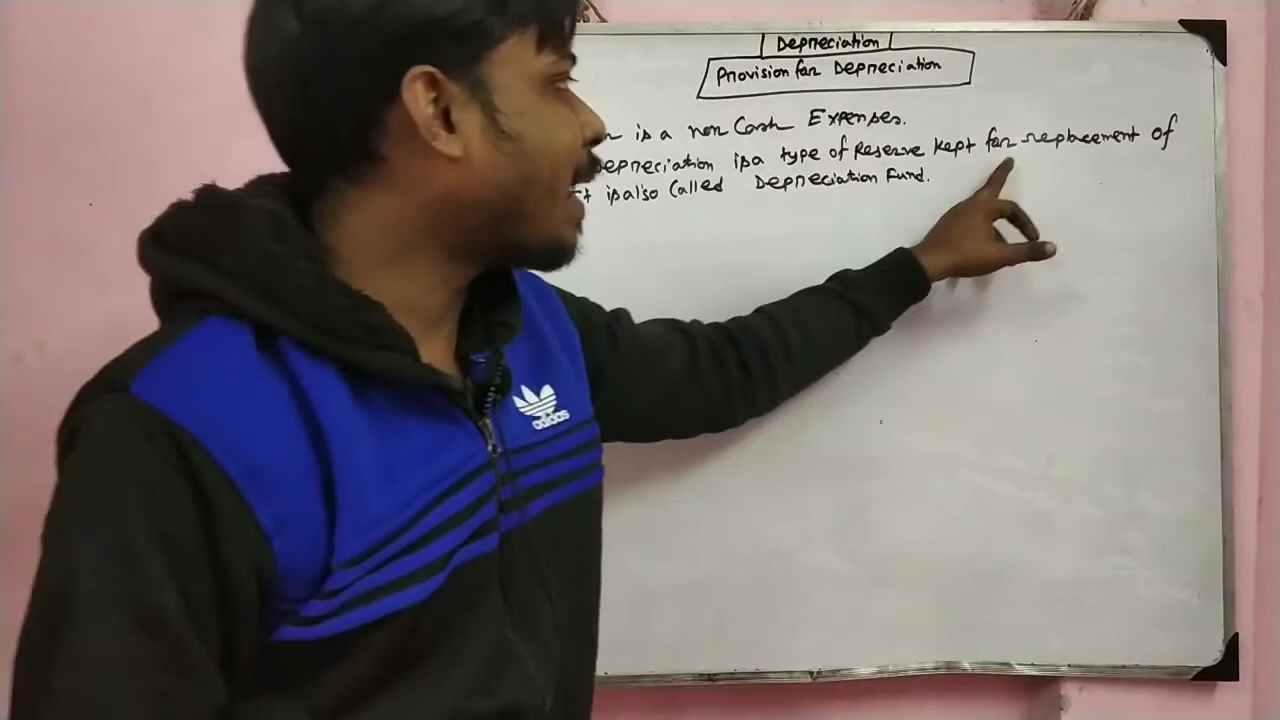 Depreciation
Provision for Depreciation
is a non Cash Expenses.
Depreciation is a type of Reserve kept for replacement of
It is also Called Depreciation Fund.
adidas